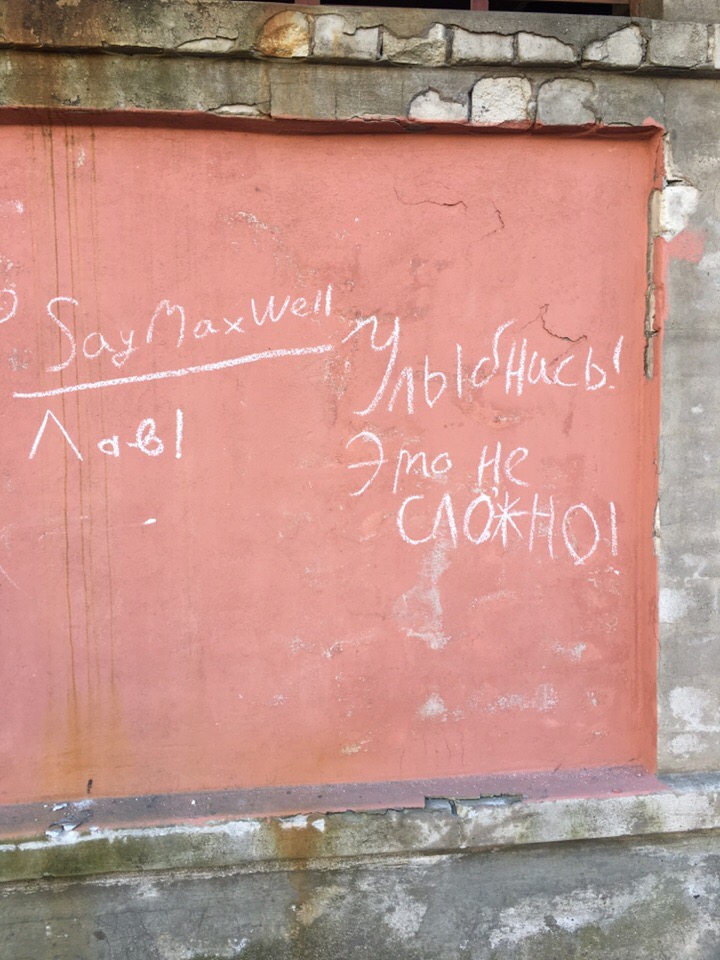 SayMaxWell
Лав!
Улыбнись!
Это не
сложно!